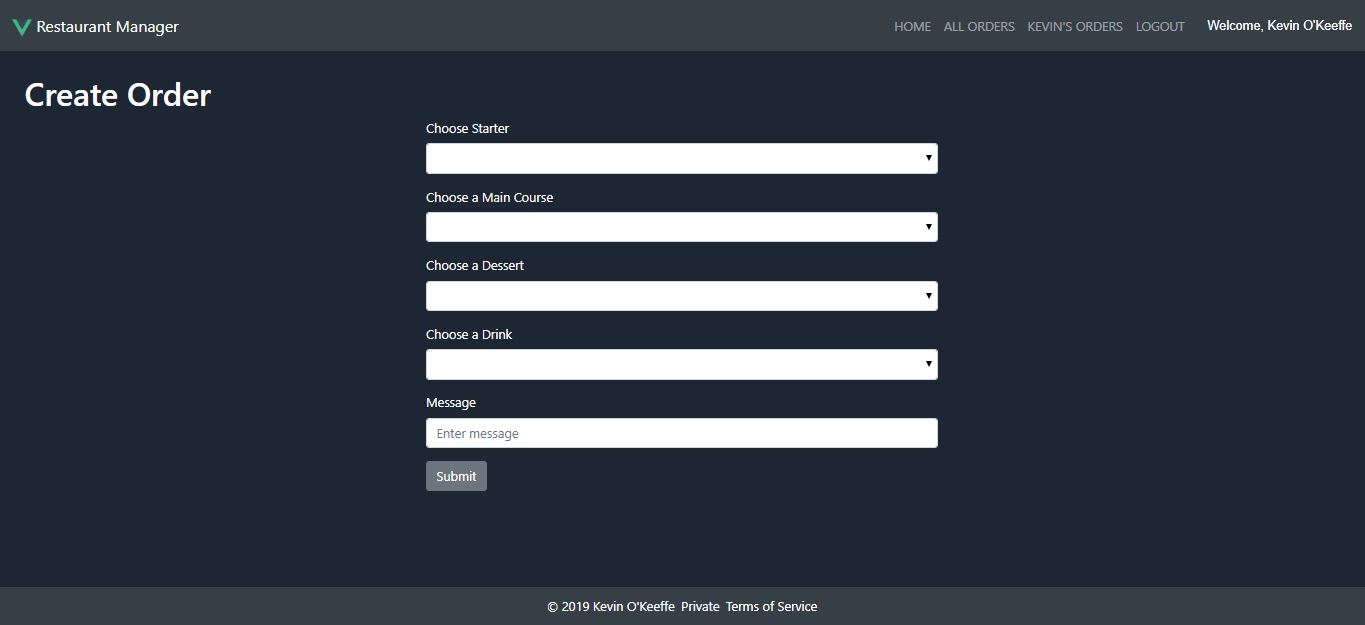 Restaurant Manager HOME ALL ORDERS KEVIN'S ORDERS LOGOUT Welcome, Kevin O'Keeffe
Create Order
Choose Starter
Choose a Main Course
Choose a Dessert
Choose a Drink
Message
Enter message
Submit
© 2019 Kevin O'Keeffe Private Terms of Service